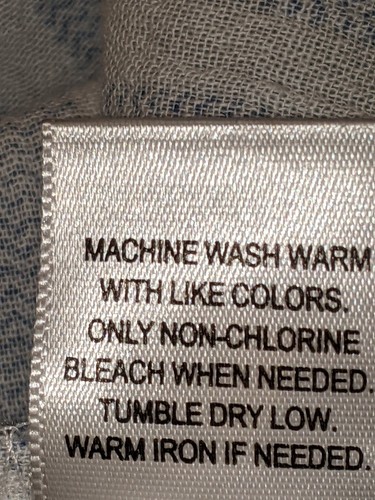 MACHINE WASH WARM
WITH LIKE COLORS.
ONLY NON-CHLORINE
BLEACH WHEN NEEDED.
TUMBLE DRY LOW.
WARM IRON IF NEEDED.